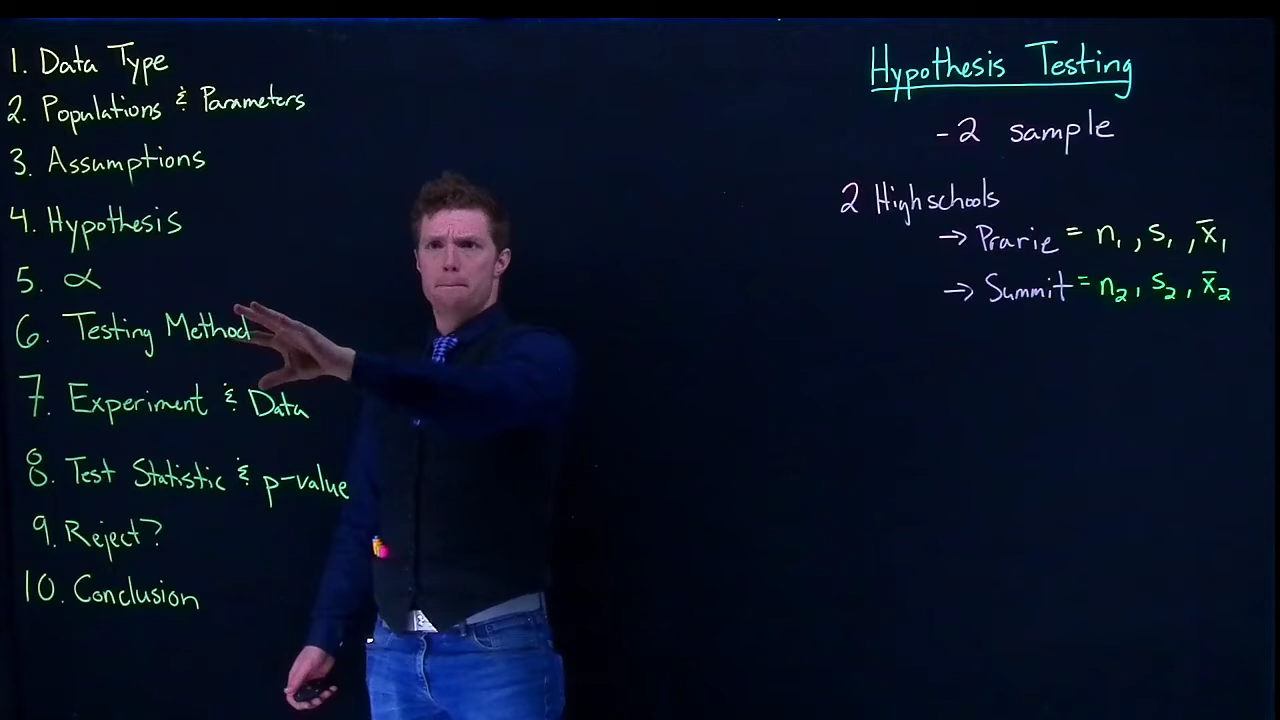 1. Data Type
2. Populations & Parameters
3. Assumptions
4. Hypothesis
5. α
6. Testing Method
7. Experiment & Data
8. Test Statistic & p-value
9. Reject?
10. Conclusion
Hypothesis Testing
- 2 sample
2 Highschools
→ Prarie = n₁, s₁, x̄₁
→ Summit = n₂, s₂, x̄₂